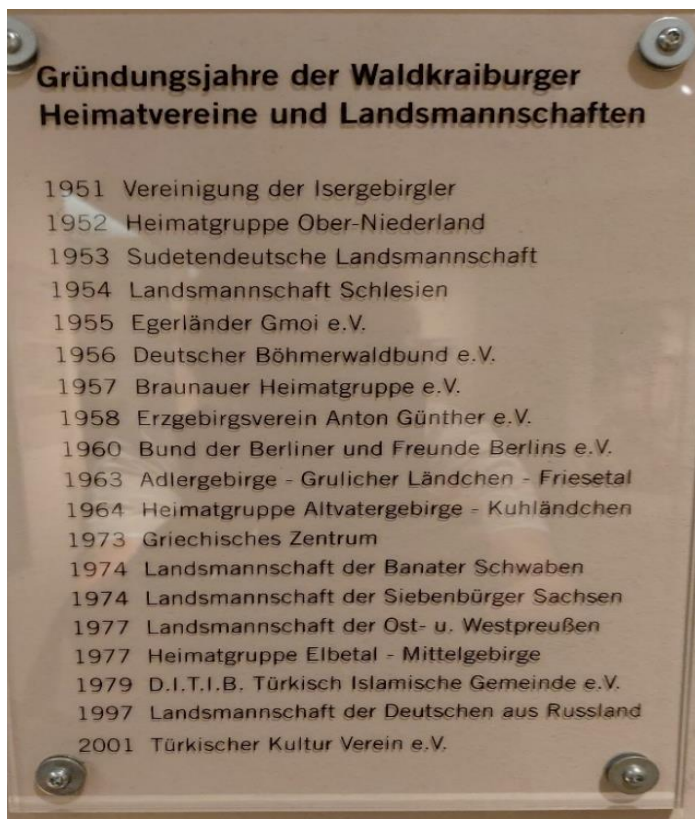 Gründungsjahre der Waldkraiburger
Heimatvereine und Landsmannschaften
1951 Vereinigung der Isergebirgler
1952 Heimatgruppe Ober-Niederland
1953 Sudetendeutsche Landsmannschaft
1954 Landsmannschaft Schlesien
1955 Egerländer Gmoi e.V.
1956 Deutscher Böhmerwaldbund e.V.
1957 Braunauer Heimatgruppe e.V.
1958 Erzgebirgsverein Anton Günther e.V.
1960 Bund der Berliner und Freunde Berlins e.V.
1963 Adlergebirge - Grulicher Ländchen - Friesetal
1964 Heimatgruppe Altvatergebirge - Kuhländchen
1973 Griechisches Zentrum
1974 Landsmannschaft der Banater Schwaben
1974 Landsmannschaft der Siebenbürger Sachsen
1977 Landsmannschaft der Ost- u. Westpreußen
1977 Heimatgruppe Elbetal - Mittelgebirge
1979 D.I.T.I.B. Türkisch Islamische Gemeinde e.V.
1997 Landsmannschaft der Deutschen aus Russland
2001 Türkischer Kultur Verein e.V.